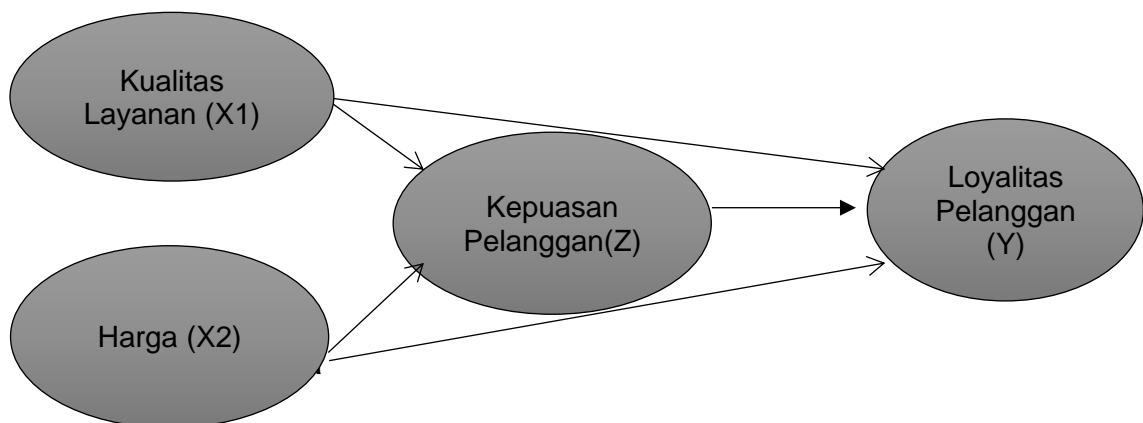 Kualitas
Layanan (X1)
Kepuasan
Pelanggan(Z)
Loyalitas
Pelanggan
(Y)
Harga (X2)